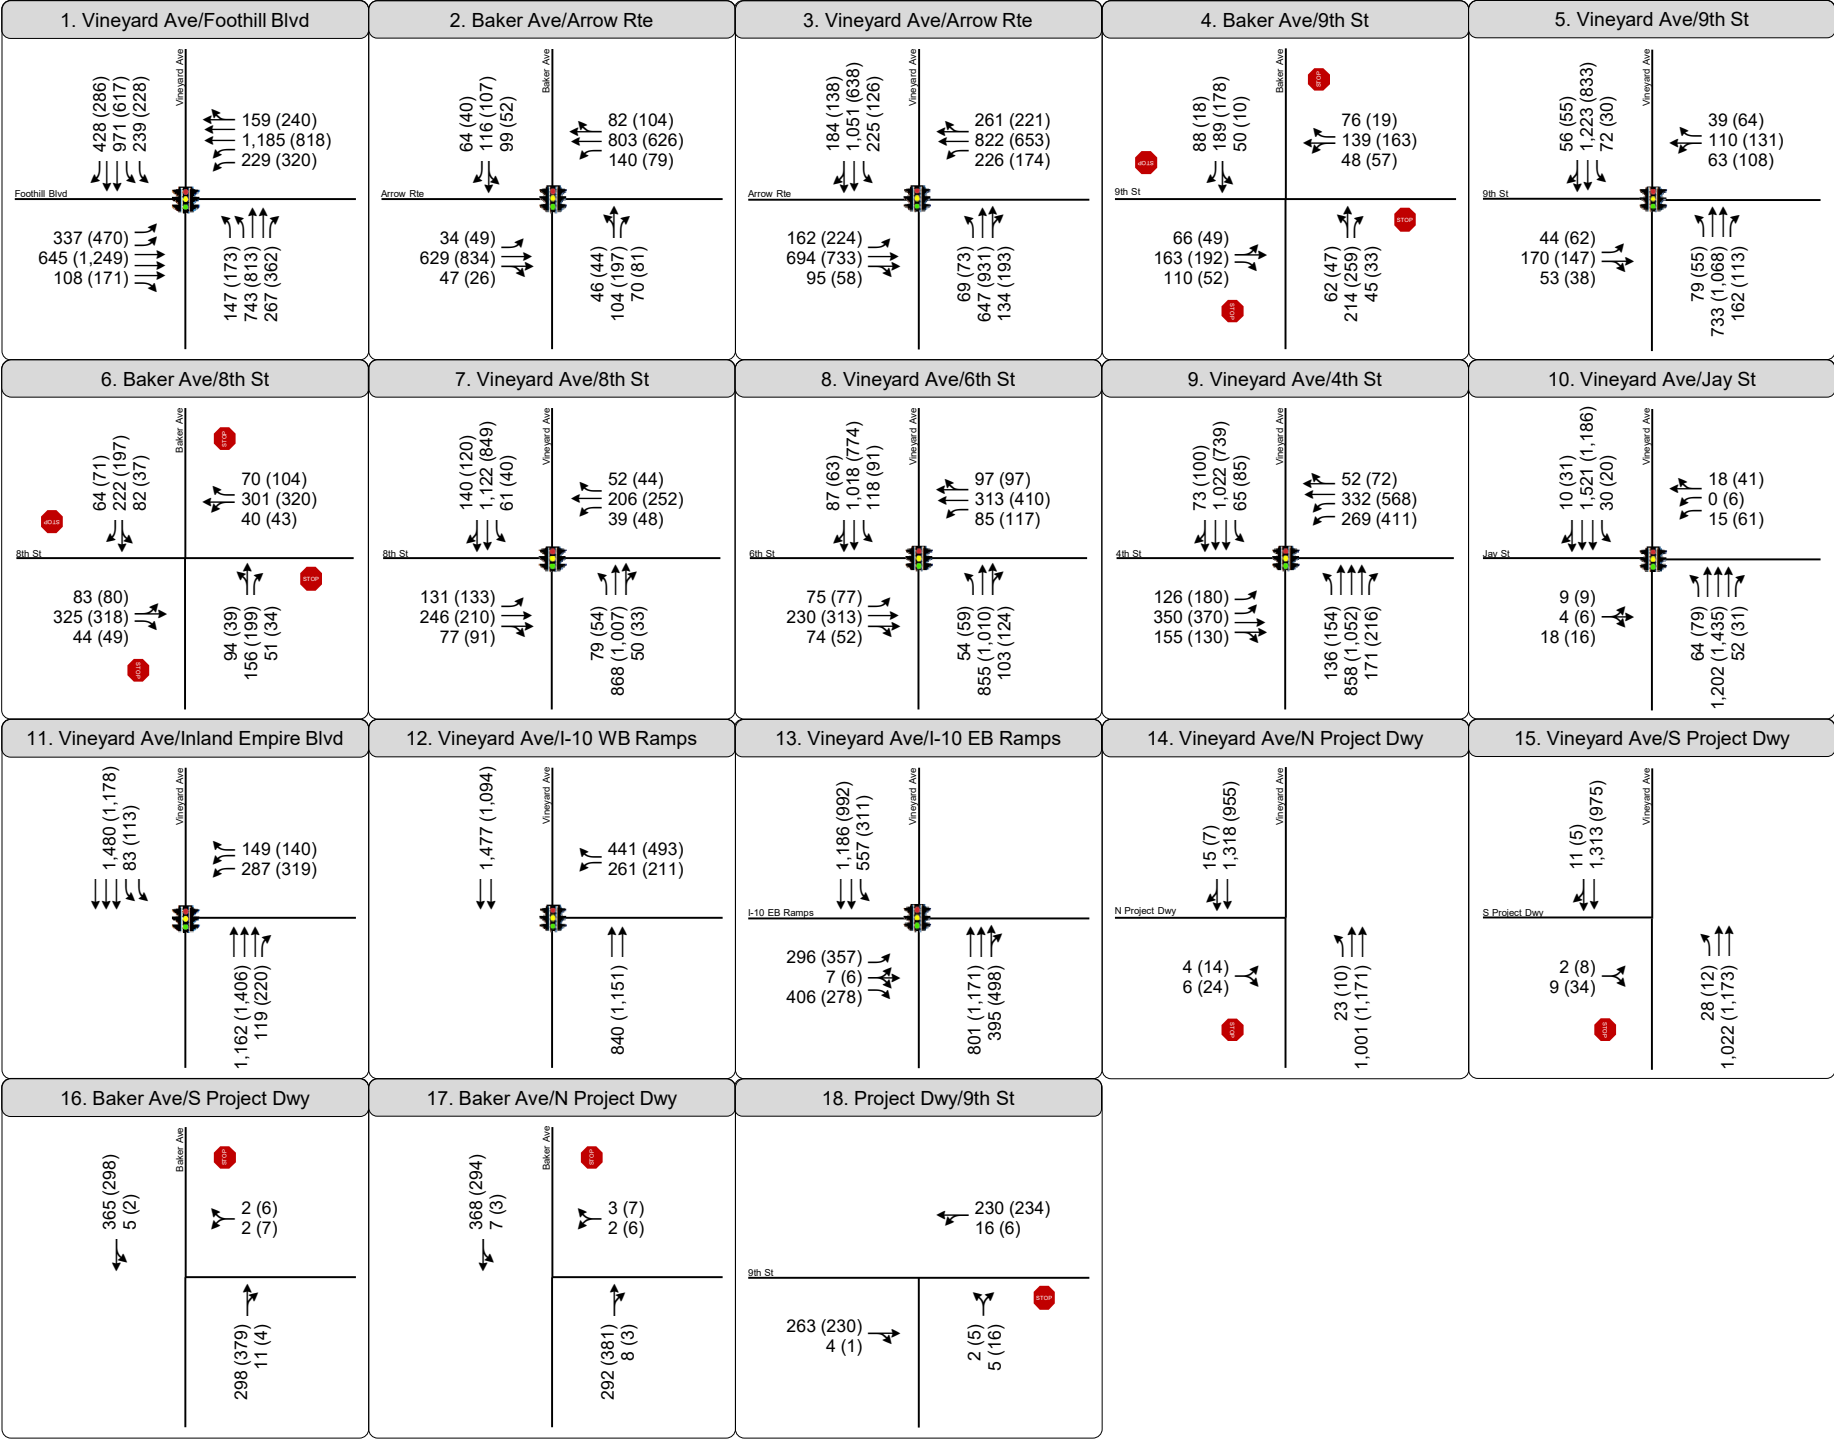 1. Vineyard Ave/Foothill Blvd
Vineyard Ave
428 (286)
971 (617)
239 (228)
159 (240)
1,185 (818)
229 (320)
Foothill Blvd
337 (470)
645 (1,249)
108 (171)
147 (173)
743 (813)
267 (362)
2. Baker Ave/Arrow Rte
Baker Ave
64 (40)
116 (107)
99 (52)
82 (104)
803 (626)
140 (79)
Arrow Rte
34 (49)
629 (834)
47 (26)
46 (44)
104 (197)
70 (81)
3. Vineyard Ave/Arrow Rte
Vineyard Ave
184 (138)
1,051 (638)
225 (126)
261 (221)
822 (653)
226 (174)
Arrow Rte
162 (224)
694 (733)
95 (58)
69 (73)
647 (931)
134 (193)
4. Baker Ave/9th St
Baker Ave
STOP
88 (18)
189 (178)
50 (10)
76 (19)
139 (163)
48 (57)
STOP
9th St
STOP
66 (49)
163 (192)
110 (52)
62 (47)
214 (259)
45 (33)
STOP
5. Vineyard Ave/9th St
Vineyard Ave
56 (55)
1,223 (833)
72 (30)
39 (64)
110 (131)
63 (108)
9th St
44 (62)
170 (147)
53 (38)
79 (55)
733 (1,068)
162 (113)
6. Baker Ave/8th St
Baker Ave
STOP
64 (71)
222 (197)
82 (37)
70 (104)
301 (320)
40 (43)
STOP
8th St
STOP
83 (80)
325 (318)
44 (49)
94 (39)
156 (199)
51 (34)
STOP
7. Vineyard Ave/8th St
Vineyard Ave
140 (120)
1,122 (849)
61 (40)
52 (44)
206 (252)
39 (48)
8th St
131 (133)
246 (210)
77 (91)
79 (54)
868 (1,007)
50 (33)
8. Vineyard Ave/6th St
Vineyard Ave
87 (63)
1,018 (774)
118 (91)
97 (97)
313 (410)
85 (117)
6th St
75 (77)
230 (313)
74 (52)
54 (59)
855 (1,010)
103 (124)
9. Vineyard Ave/4th St
Vineyard Ave
73 (100)
1,022 (739)
65 (85)
52 (72)
332 (568)
269 (411)
4th St
126 (180)
350 (370)
155 (130)
136 (154)
858 (1,052)
171 (216)
10. Vineyard Ave/Jay St
Vineyard Ave
10 (31)
1,521 (1,186)
30 (20)
18 (41)
0 (6)
15 (61)
Jay St
9 (9)
4 (6)
18 (16)
64 (79)
1,202 (1,435)
52 (31)
11. Vineyard Ave/Inland Empire Blvd
Vineyard Ave
1,480 (1,178)
83 (113)
149 (140)
287 (319)
1,162 (1,406)
119 (220)
12. Vineyard Ave/I-10 WB Ramps
Vineyard Ave
1,477 (1,094)
441 (493)
261 (211)
840 (1,151)
13. Vineyard Ave/I-10 EB Ramps
Vineyard Ave
1,186 (992)
557 (311)
I-10 EB Ramps
296 (357)
7 (6)
406 (278)
801 (1,171)
395 (498)
14. Vineyard Ave/N Project Dwy
Vineyard Ave
15 (7)
1,318 (955)
N Project Dwy
4 (14)
6 (24)
STOP
23 (10)
1,001 (1,171)
15. Vineyard Ave/S Project Dwy
Vineyard Ave
11 (5)
1,313 (975)
S Project Dwy
2 (8)
9 (34)
STOP
28 (12)
1,022 (1,173)
16. Baker Ave/S Project Dwy
Baker Ave
STOP
365 (298)
5 (2)
2 (6)
2 (7)
298 (379)
11 (4)
17. Baker Ave/N Project Dwy
Baker Ave
STOP
368 (294)
7 (3)
3 (7)
2 (6)
292 (381)
8 (3)
18. Project Dwy/9th St
230 (234)
16 (6)
9th St
STOP
263 (230)
4 (1)
2 (5)
5 (16)